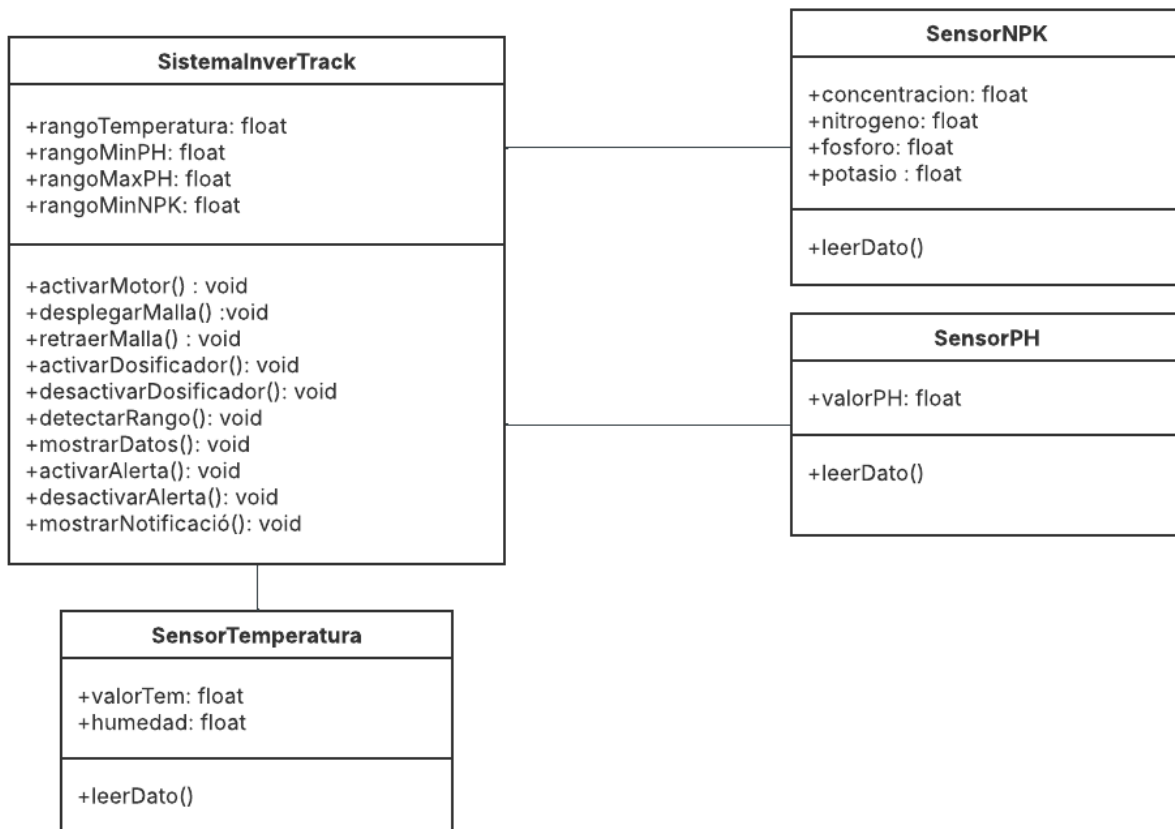 SistemaInverTrack
+rangoTemperatura: float
+rangoMinPH: float
+rangoMaxPH: float
+rangoMinNPK: float
+activarMotor() : void
+desplegarMalla() :void
+retraerMalla() : void
+activarDosificador(): void
+desactivarDosificador(): void
+detectarRango(): void
+mostrarDatos(): void
+activarAlerta(): void
+desactivarAlerta(): void
+mostrarNotificació(): void
SensorNPK
+concentracion: float
+nitrogeno: float
+fosforo: float
+potasio : float
+leerDato()
SensorPH
+valorPH: float
+leerDato()
SensorTemperatura
+valorTem: float
+humedad: float
+leerDato()